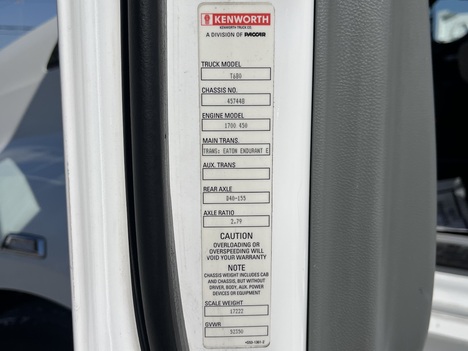 KENWORTH
KENWORTH TRUCK CO.
A DIVISION OF PACCAR
TRUCK MODEL
T680
CHASSIS NO.
457448
ENGINE MODEL
1700 450
MAIN TRANS.
TRANS: EATON ENDURANT E
AUX. TRANS
REAR AXLE
D40-155
AXLE RATIO
2.79
CAUTION
OVERLOADING OR
OVERSPEEDING WILL
VOID YOUR WARRANTY
NOTE
CHASSIS WEIGHT INCLUDES CAB
AND CHASSIS, BUT WITHOUT
DRIVER, BODY, AUX. POWER
DEVICES OR EQUIPMENT
SCALE WEIGHT
17222
GVWR
52350